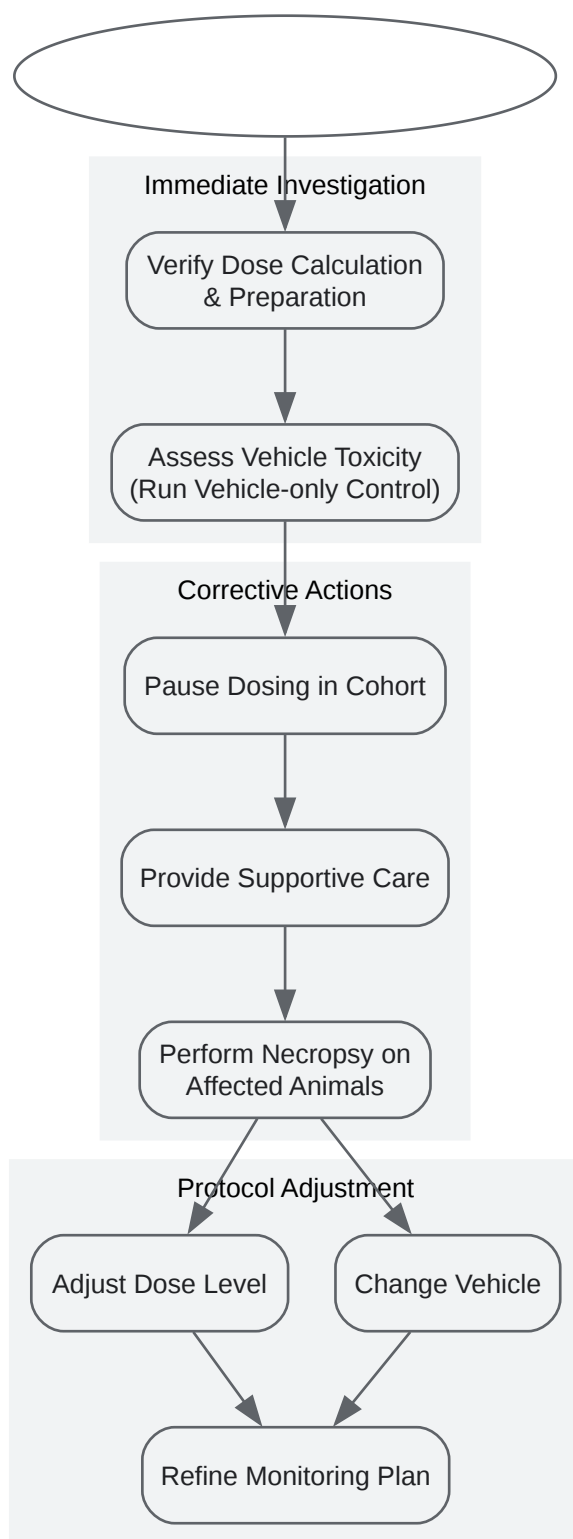 Immediate Investigation
Verify Dose Calculation
& Preparation
Assess Vehicle Toxicity
(Run Vehicle-only Control)
Corrective Actions
Pause Dosing in Cohort
Provide Supportive Care
Perform Necropsy on
Affected Animals
Protocol Adjustment
Adjust Dose Level
Change Vehicle
Refine Monitoring Plan